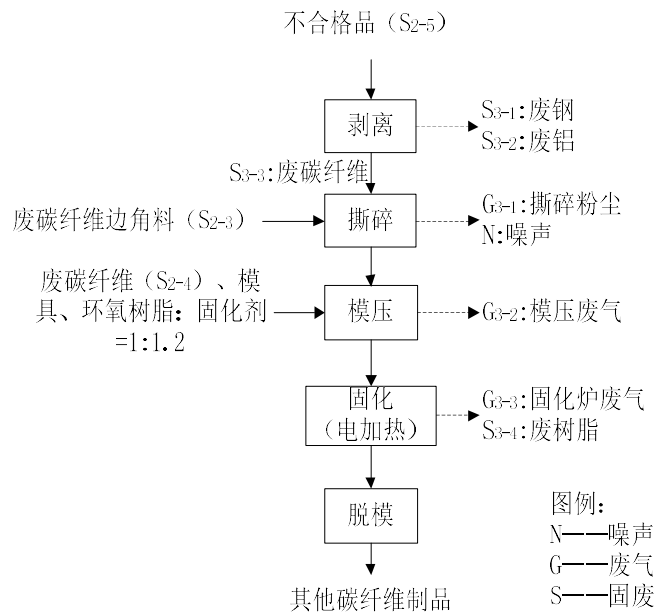 不合格品（S2-5）
剥离
S3-1:废钢
S3-2:废铝
S3-3:废碳纤维
废碳纤维边角料（S2-3）
撕碎
G3-1:撕碎粉尘
N:噪声
废碳纤维（S2-4）、模
具、环氧树脂：固化剂
=1:1.2
模压
G3-2:模压废气
固化
（电加热）
G3-3:固化炉废气
S3-4:废树脂
脱模
其他碳纤维制品
图例：
N——噪声
G——废气
S——固废